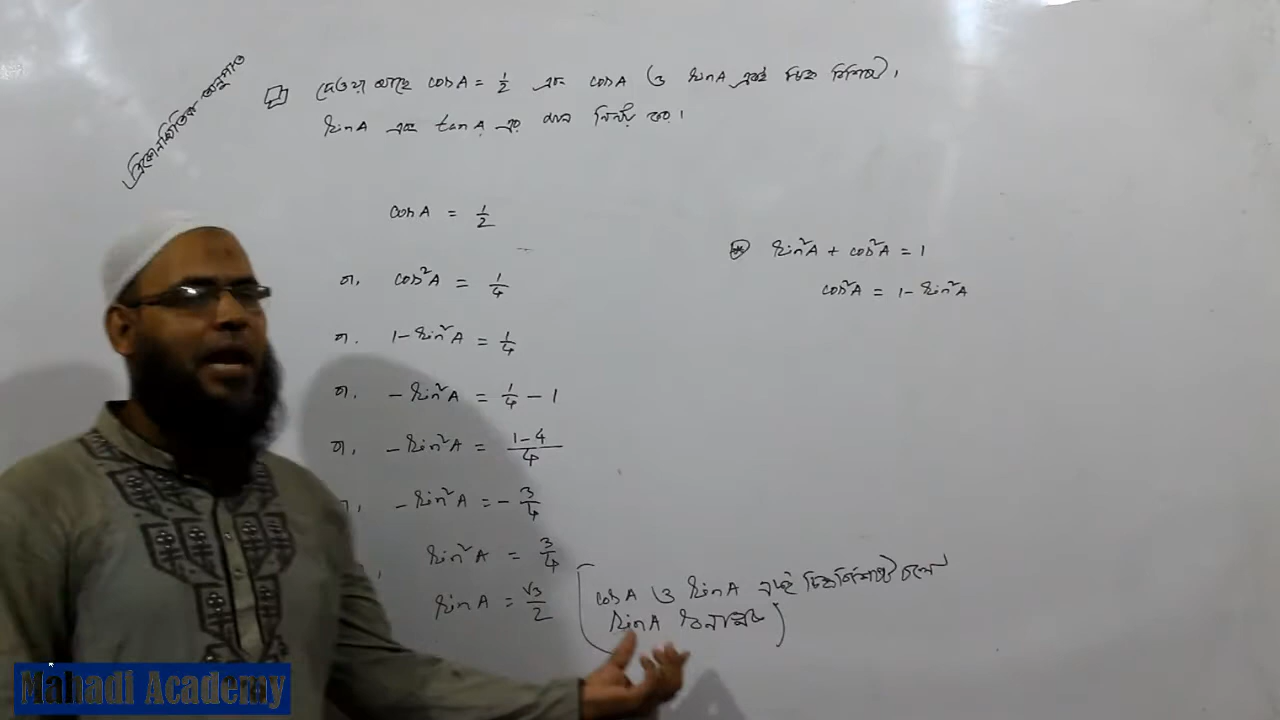 ত্রিকোনমিতিক অনুপাত
দেওয়া আছে cosA = 1/2 এবং cosA ও sinA একই চিহ্ন বিশিষ্ট।
sinA এবং tanA এর মান নির্ণয় কর।
cosA = 1/2
বা, cos²A = 1/4
বা, 1 - sin²A = 1/4
বা, - sin²A = 1/4 - 1
বা, - sin²A = (1-4)/4
বা, - sin²A = - 3/4
sin²A = 3/4
sinA = √3/2
(cosA ও sinA একই চিহ্নবিশিষ্ট বলে
sinA ধনাত্মক)
* sin²A + cos²A = 1
cos²A = 1 - sin²A
Mahadi Academy